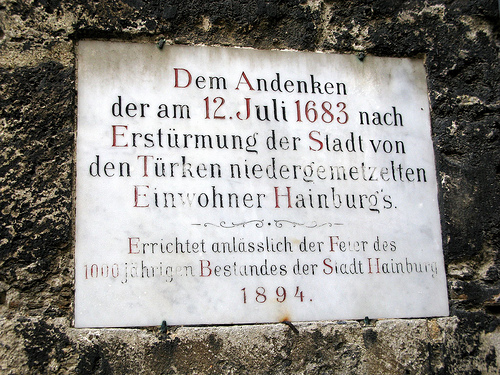 Dem Andenken
der am 12. Juli 1683 nach
Erstürmung der Stadt von
den Türken niedergemetzelten
Einwohner Hainburg's.
Errichtet anlässlich der Feier des
1000 jährigen Bestandes der Stadt Hainburg
1894.